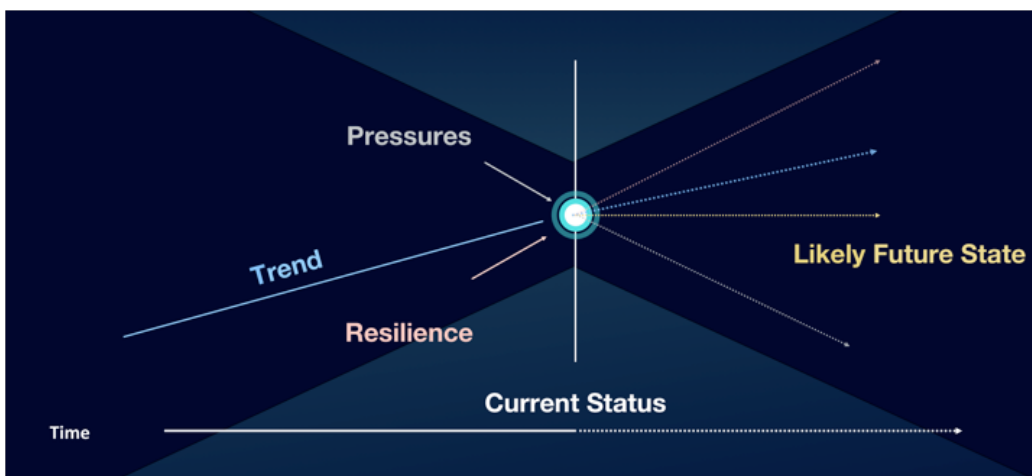 Pressures
Trend
Likely Future State
Resilience
Current Status
Time